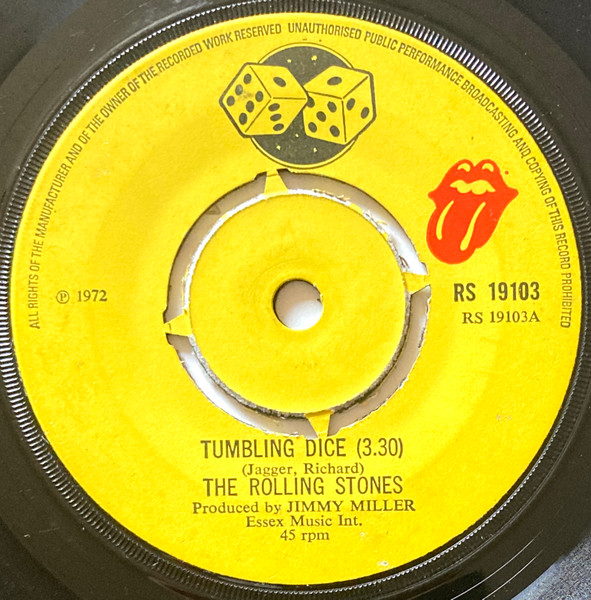 ALL RIGHTS OF THE MANUFACTURER AND OF THE OWNER OF THE RECORDED WORK RESERVED UNAUTHORISED PUBLIC PERFORMANCE BROADCASTING AND COPYING OF THIS RECORD PROHIBITED
℗ 1972
RS 19103
RS 19103A
TUMBLING DICE (3.30)
(Jagger, Richard)
THE ROLLING STONES
Produced by JIMMY MILLER
Essex Music Int.
45 rpm